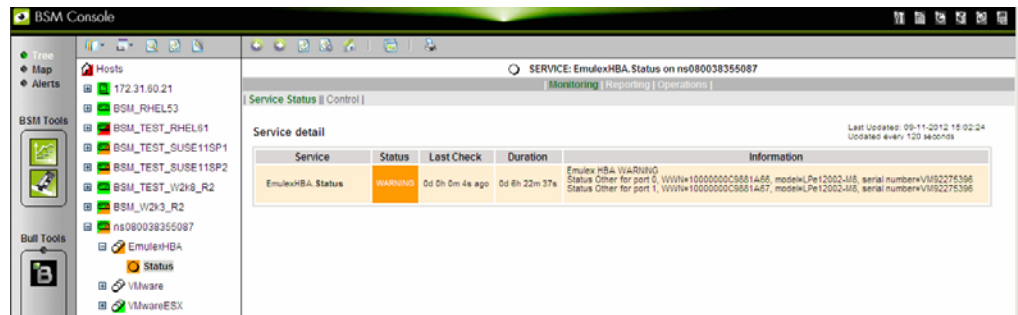 BSM Console
Tree
Map
Alerts
BSM Tools
Bull Tools
Hosts
172.31.60.21
BSM_RHEL53
BSM_TEST_RHEL61
BSM_TEST_SUSE11SP1
BSM_TEST_SUSE11SP2
BSM_TEST_W2k8_R2
BSM_W2k3_R2
ns080038355087
EmulexHBA
Status
VMware
VMwareESX
SERVICE: EmulexHBA.Status on ns080038355087
| Monitoring | Reporting | Operations |
| Service Status || Control |
Service detail
Last Updated: 09-11-2012 15:02:24
Updated every 120 seconds
Service Status Last Check Duration Information
EmulexHBA.Status WARNING 0d 0h 0m 4s ago 0d 6h 22m 37s
Emulex HBA WARNING
Status Other for port 0, WWN=10000000C9881A66, model=LPe12002-M8, serial number=VM92275396
Status Other for port 1, WWN=10000000C9881A67, model=LPe12002-M8, serial number=VM92275396